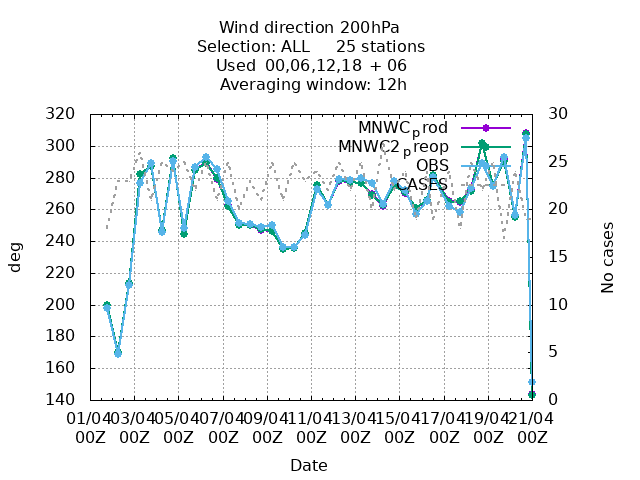 Wind direction 200hPa
Selection: ALL 25 stations
Used 00,06,12,18 + 06
Averaging window: 12h
320
300
280
260
240
220
200
180
160
140
deg
30
25
20
15
10
5
0
No cases
MNWC_prod
MNWC2_preop
OBS
CASES
01/04 03/04 05/04 07/04 09/04 11/04 13/04 15/04 17/04 19/04 21/04
00Z 00Z 00Z 00Z 00Z 00Z 00Z 00Z 00Z 00Z 00Z
Date